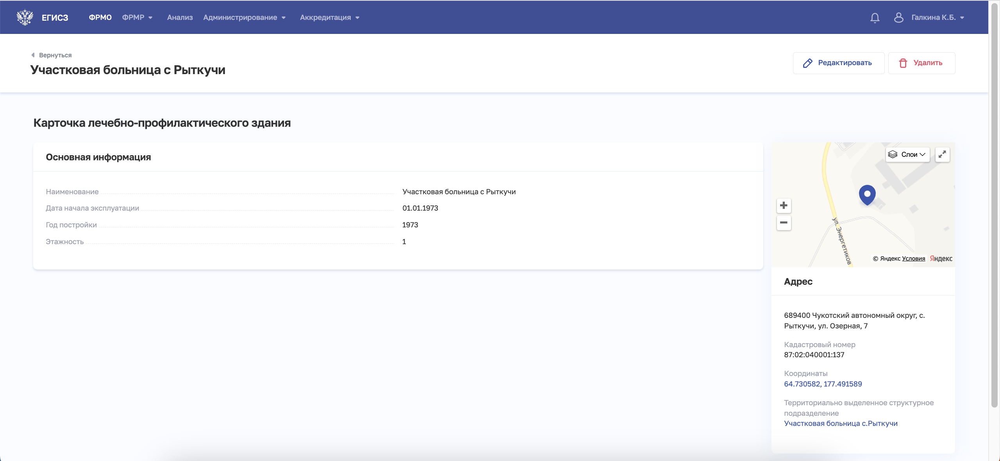 ЕГИСЗ ФРМО ФРМР Анализ Администрирование Аккредитация Галкина К.Б.
Вернуться
Участковая больница с Рыткучи
Редактировать Удалить
Карточка лечебно-профилактического здания
Основная информация
Наименование Участковая больница с Рыткучи
Дата начала эксплуатации 01.01.1973
Год постройки 1973
Этажность 1
Слои
ул. Энергетиков
© Яндекс Условия Яндекс
Адрес
689400 Чукотский автономный округ, с.
Рыткучи, ул. Озерная, 7
Кадастровый номер
87:02:040001:137
Координаты
64.730582, 177.491589
Территориально выделенное структурное
подразделение
Участковая больница с.Рыткучи